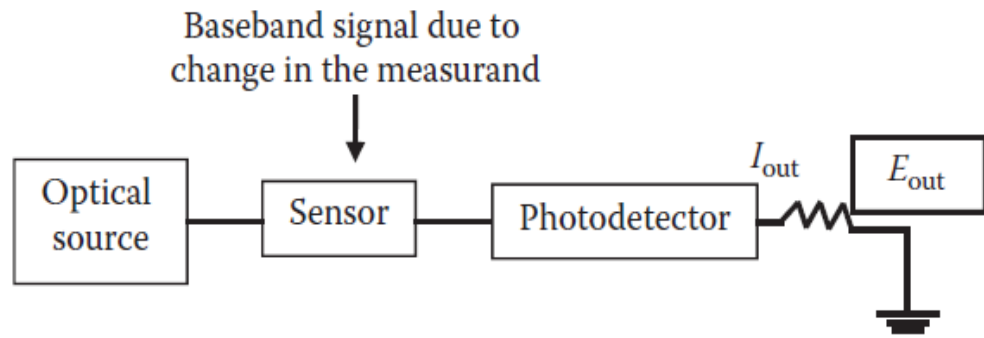 Baseband signal due to
change in the measurand
Optical
source
Sensor
Photodetector
I_out
E_out